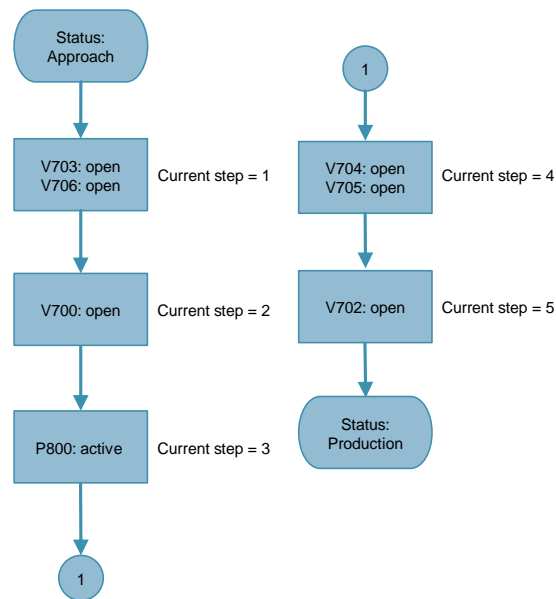 Status:
Approach
V703: open
V706: open
Current step = 1
V700: open
Current step = 2
P800: active
Current step = 3
1
1
V704: open
V705: open
Current step = 4
V702: open
Current step = 5
Status:
Production